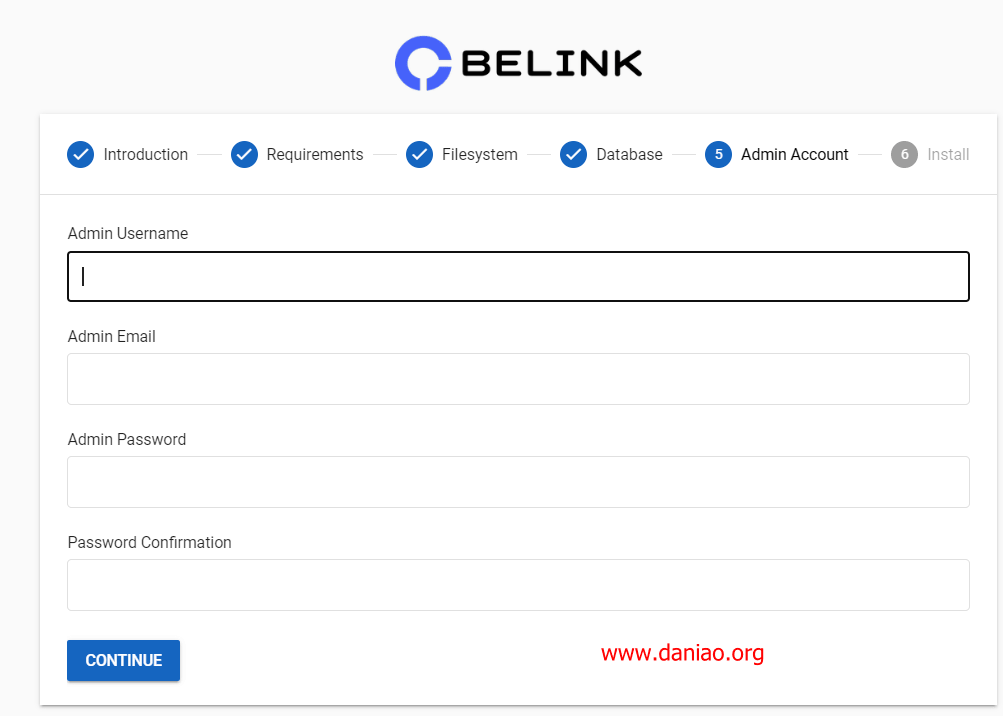 BELINK
Introduction Requirements Filesystem Database 5 Admin Account 6 Install
Admin Username
Admin Email
Admin Password
Password Confirmation
CONTINUE
www.daniao.org